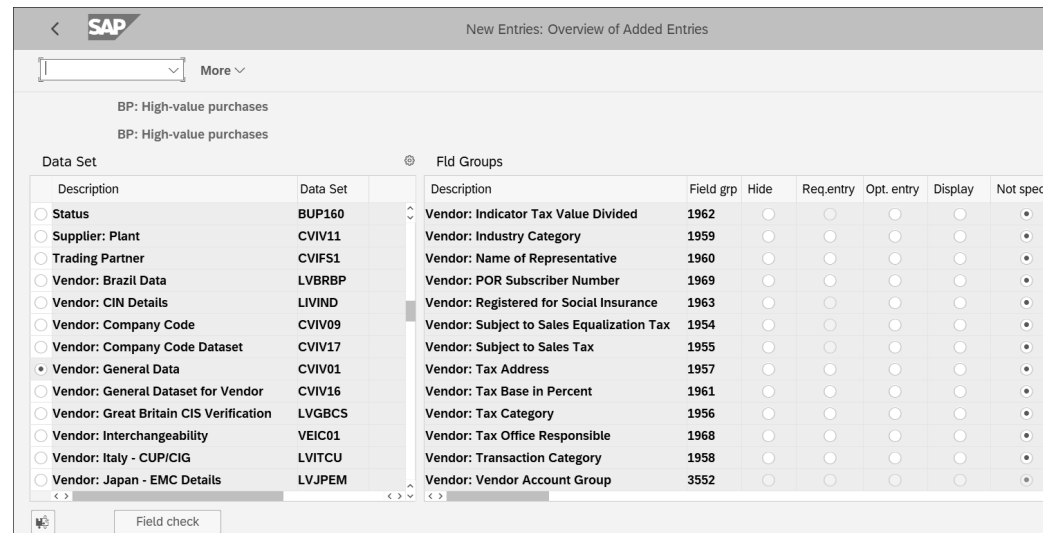 SAP New Entries: Overview of Added Entries
More
BP: High-value purchases
BP: High-value purchases
Data Set Fld Groups
Description Data Set Description Field grp Hide Req.entry Opt. entry Display Not spec
Status BUP160 Vendor: Indicator Tax Value Divided 1962
Supplier: Plant CVIV11 Vendor: Industry Category 1959
Trading Partner CVIFS1 Vendor: Name of Representative 1960
Vendor: Brazil Data LVBRBP Vendor: POR Subscriber Number 1969
Vendor: CIN Details LIVIND Vendor: Registered for Social Insurance 1963
Vendor: Company Code CVIV09 Vendor: Subject to Sales Equalization Tax 1954
Vendor: Company Code Dataset CVIV17 Vendor: Subject to Sales Tax 1955
Vendor: General Data CVIV01 Vendor: Tax Address 1957
Vendor: General Dataset for Vendor CVIV16 Vendor: Tax Base in Percent 1961
Vendor: Great Britain CIS Verification LVGBCS Vendor: Tax Category 1956
Vendor: Interchangeability VEIC01 Vendor: Tax Office Responsible 1968
Vendor: Italy - CUP/CIG LVITCU Vendor: Transaction Category 1958
Vendor: Japan - EMC Details LVJPEM Vendor: Vendor Account Group 3552
Field check